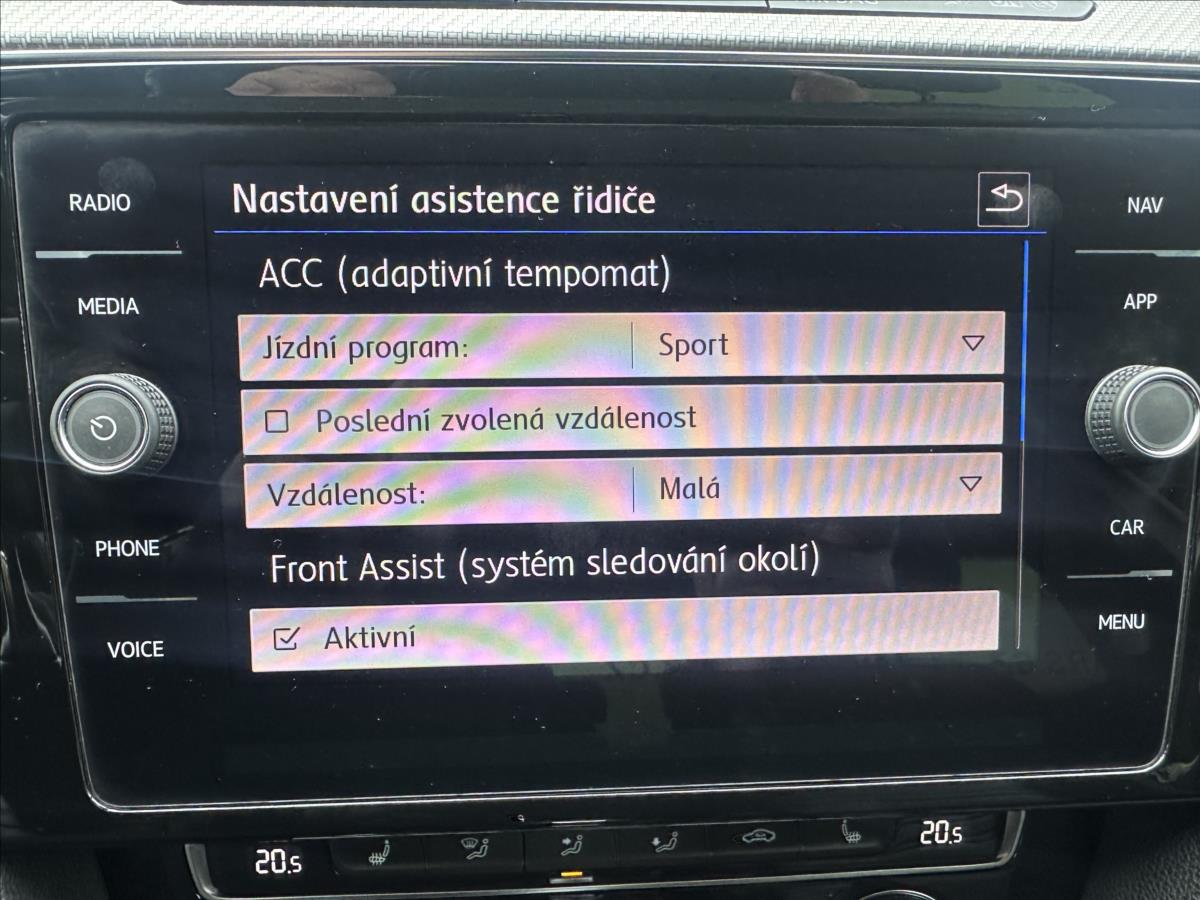 RADIO
MEDIA
PHONE
VOICE
Nastavení asistence řidiče
ACC (adaptivní tempomat)
Jízdní program: Sport
Poslední zvolená vzdálenost
Vzdálenost: Malá
Front Assist (systém sledování okolí)
Aktivní
NAV
APP
CAR
MENU
20.5
20.5